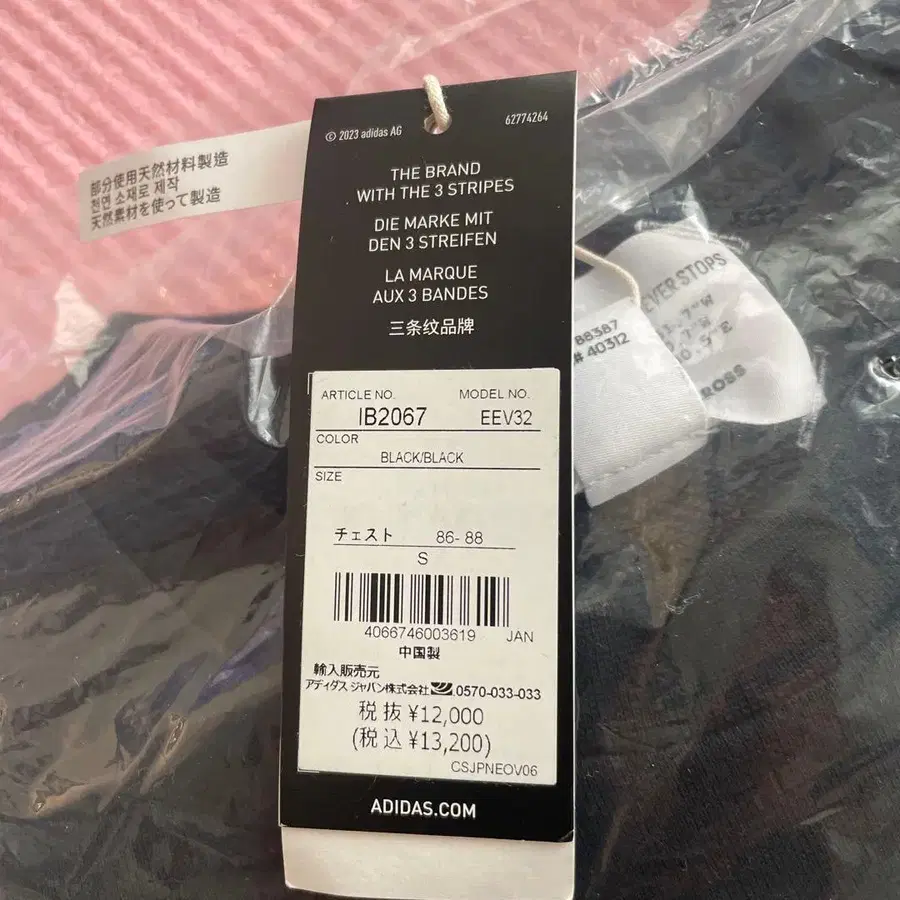 © 2023 adidas AG
62774264
THE BRAND
WITH THE 3 STRIPES
DIE MARKE MIT
DEN 3 STREIFEN
LA MARQUE
AUX 3 BANDES
三条纹品牌
ARTICLE NO. MODEL NO.
IB2067 EEV32
COLOR
BLACK/BLACK
SIZE
チェスト 86-88
S
4066746003619 JAN
中国製
輸入販売元
アディダス ジャパン株式会社 0570-033-033
税抜 ¥12,000
(税込 ¥13,200)
CSJPNEOV06
ADIDAS.COM
部分使用天然材料製造
천연 소재로 제작
天然素材を使って製造
88387
# 40312
EVER STOPS